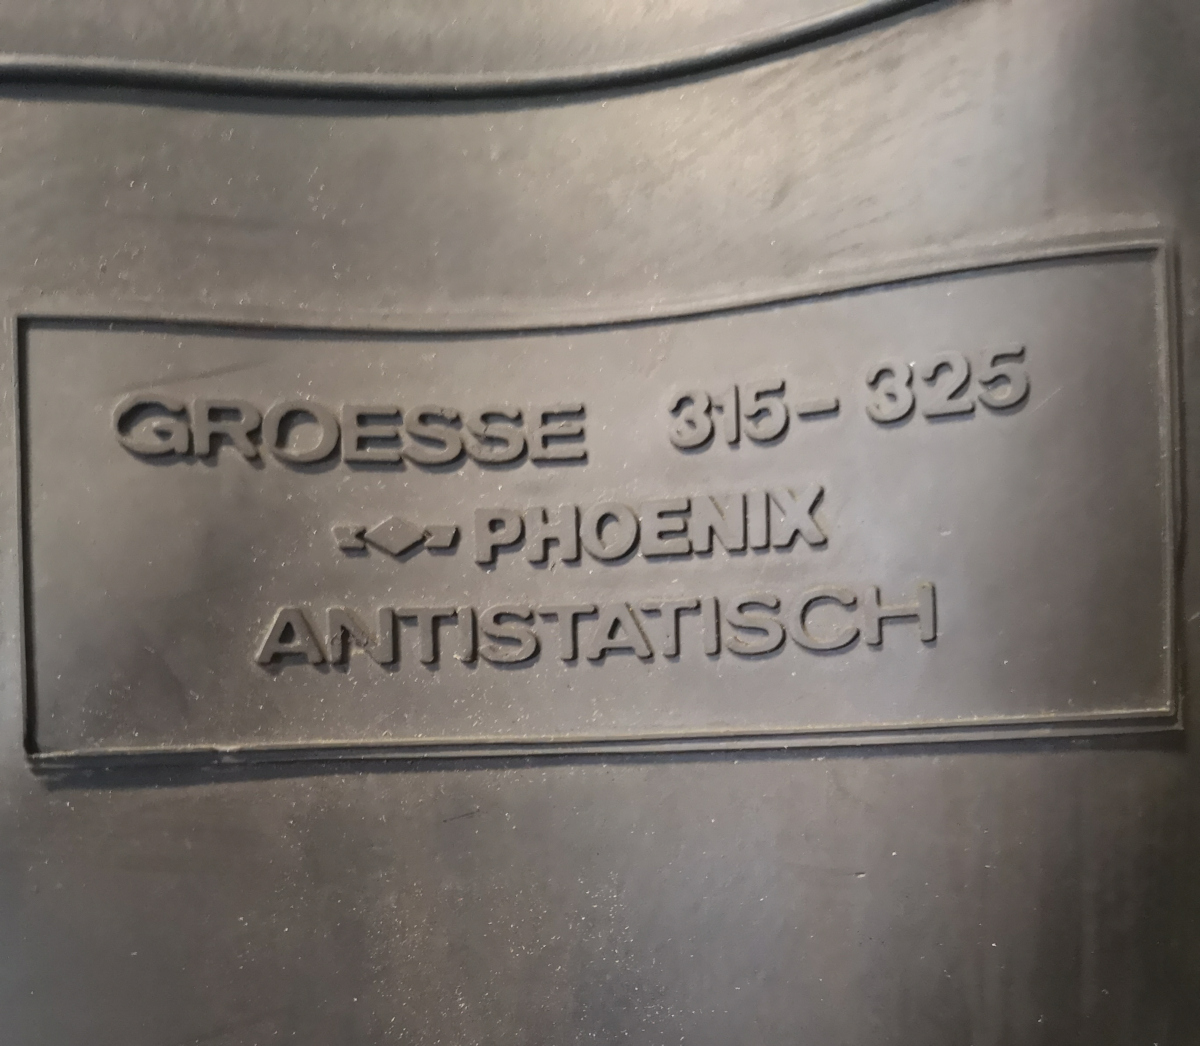 GROESSE 315-325
PHOENIX
ANTISTATISCH